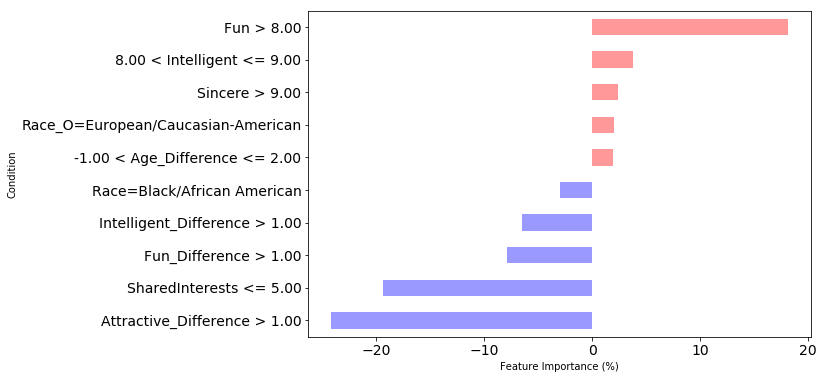 Fun > 8.00
8.00 < Intelligent <= 9.00
Sincere > 9.00
Race_O=European/Caucasian-American
-1.00 < Age_Difference <= 2.00
Race=Black/African American
Intelligent_Difference > 1.00
Fun_Difference > 1.00
SharedInterests <= 5.00
Attractive_Difference > 1.00
Condition
−20 −10 0 10 20
Feature Importance (%)